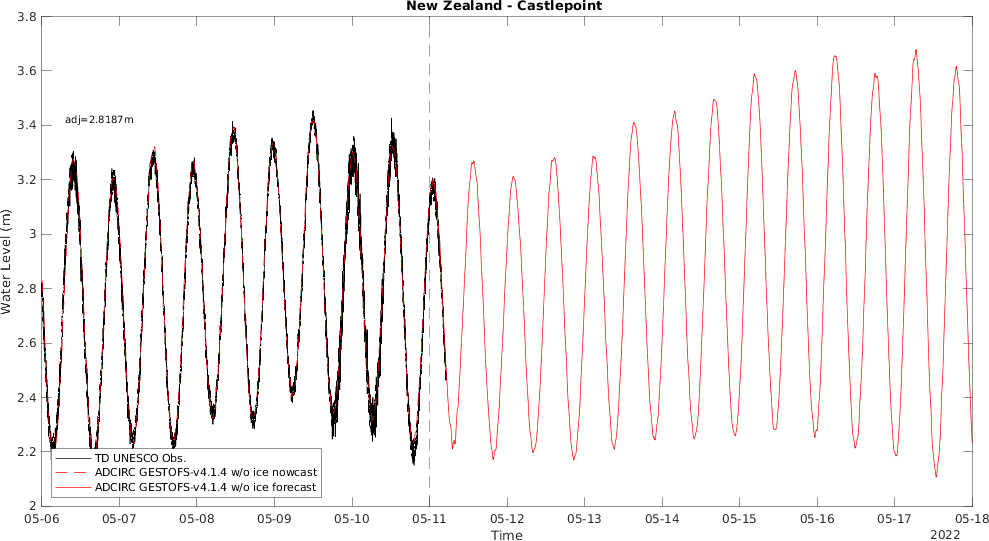 New Zealand - Castlepoint
3.8
3.6
3.4
3.2
3
2.8
2.6
2.4
2.2
2
Water Level (m)
adj=2.8187m
TD UNESCO Obs.
ADCIRC GESTOFS-v4.1.4 w/o ice nowcast
ADCIRC GESTOFS-v4.1.4 w/o ice forecast
05-06 05-07 05-08 05-09 05-10 05-11 05-12 05-13 05-14 05-15 05-16 05-17 05-18
Time
2022